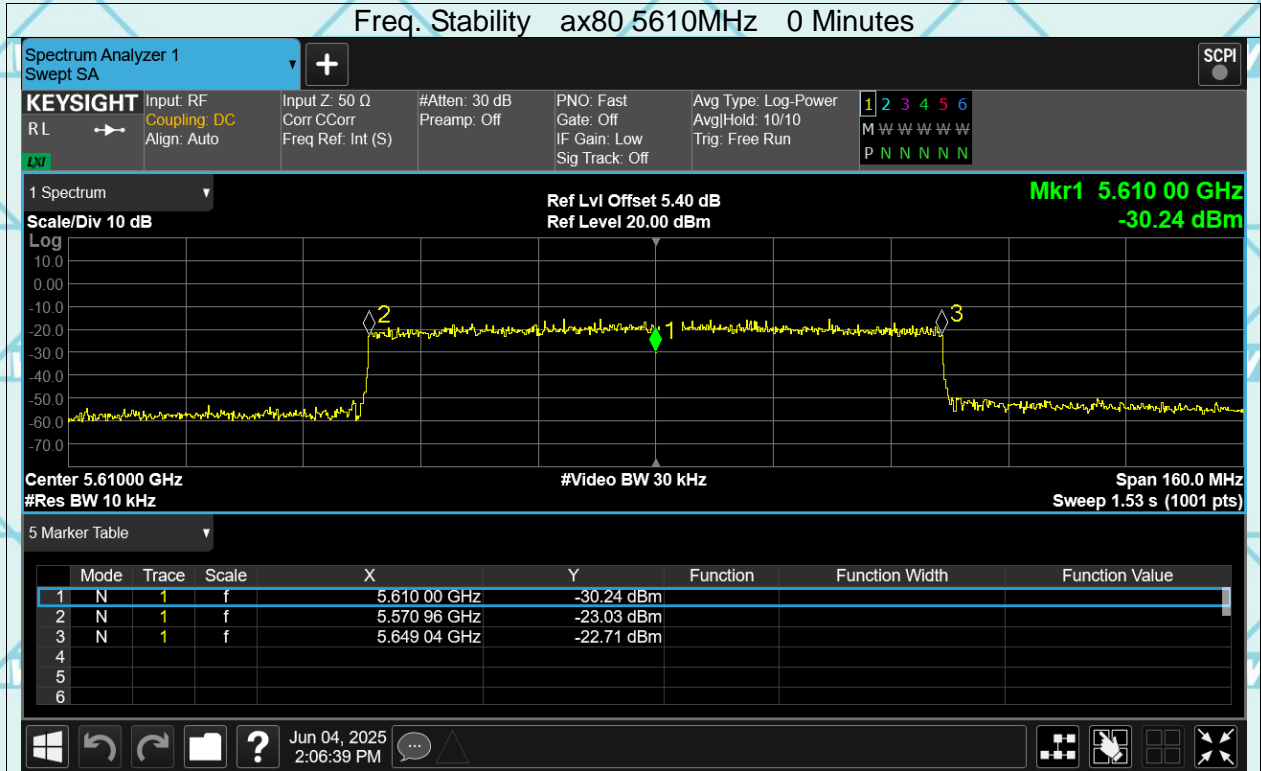 Freq. Stability ax80 5610MHz 0 Minutes
Spectrum Analyzer 1
Swept SA
SCPI
KEYSIGHT
RL
LXI
Input: RF
Coupling: DC
Align: Auto
Input Z: 50 Ω
Corr CCorr
Freq Ref: Int (S)
#Atten: 30 dB
Preamp: Off
PNO: Fast
Gate: Off
IF Gain: Low
Sig Track: Off
Avg Type: Log-Power
Avg|Hold: 10/10
Trig: Free Run
1 2 3 4 5 6
M W W W W W W
P N N N N N N
1 Spectrum
Scale/Div 10 dB
Ref Lvl Offset 5.40 dB
Ref Level 20.00 dBm
Mkr1 5.610 00 GHz
-30.24 dBm
Log
10.0
0.00
-10.0
-20.0
-30.0
-40.0
-50.0
-60.0
-70.0
2
1
3
Center 5.61000 GHz
#Video BW 30 kHz
Span 160.0 MHz
#Res BW 10 kHz
Sweep 1.53 s (1001 pts)
5 Marker Table
Mode Trace Scale X Y Function Function Width Function Value
1 N 1 f 5.610 00 GHz -30.24 dBm
2 N 1 f 5.570 96 GHz -23.03 dBm
3 N 1 f 5.649 04 GHz -22.71 dBm
4
5
6
?
Jun 04, 2025
2:06:39 PM